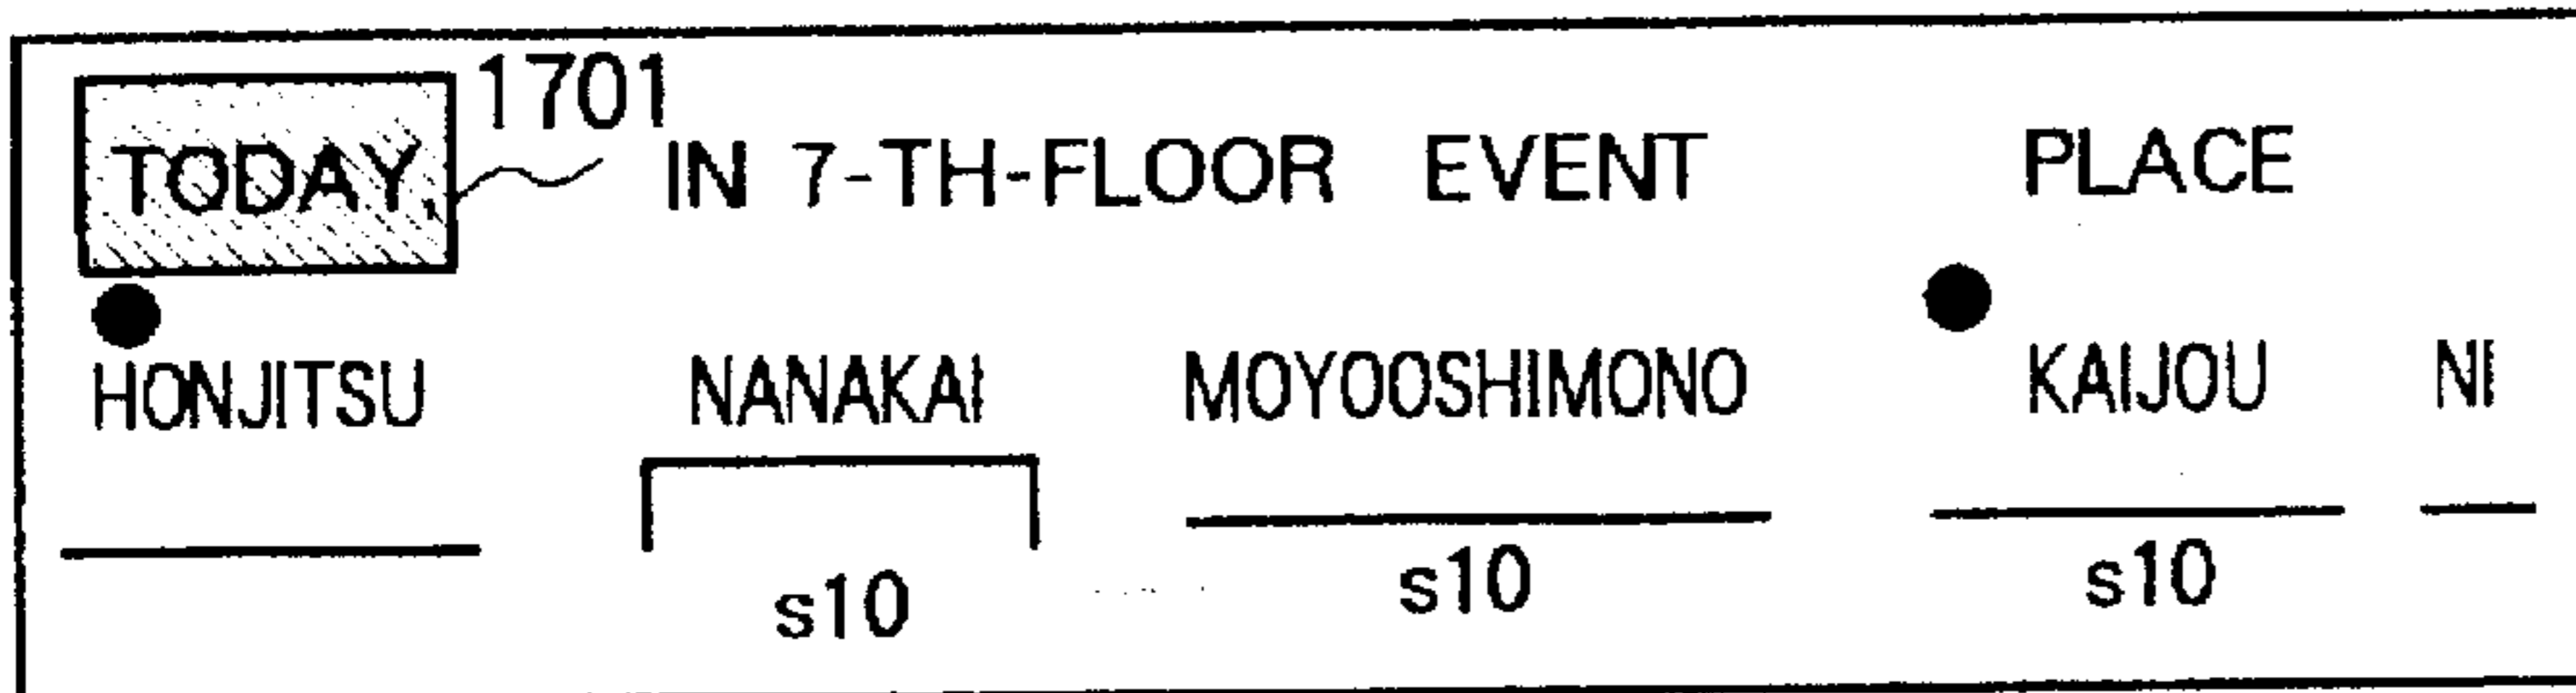 1701
TODAY, IN 7-TH-FLOOR EVENT PLACE
HONJITSU NANAKAI MOYOOSHIMONO KAIJOU NI
s10 s10 s10